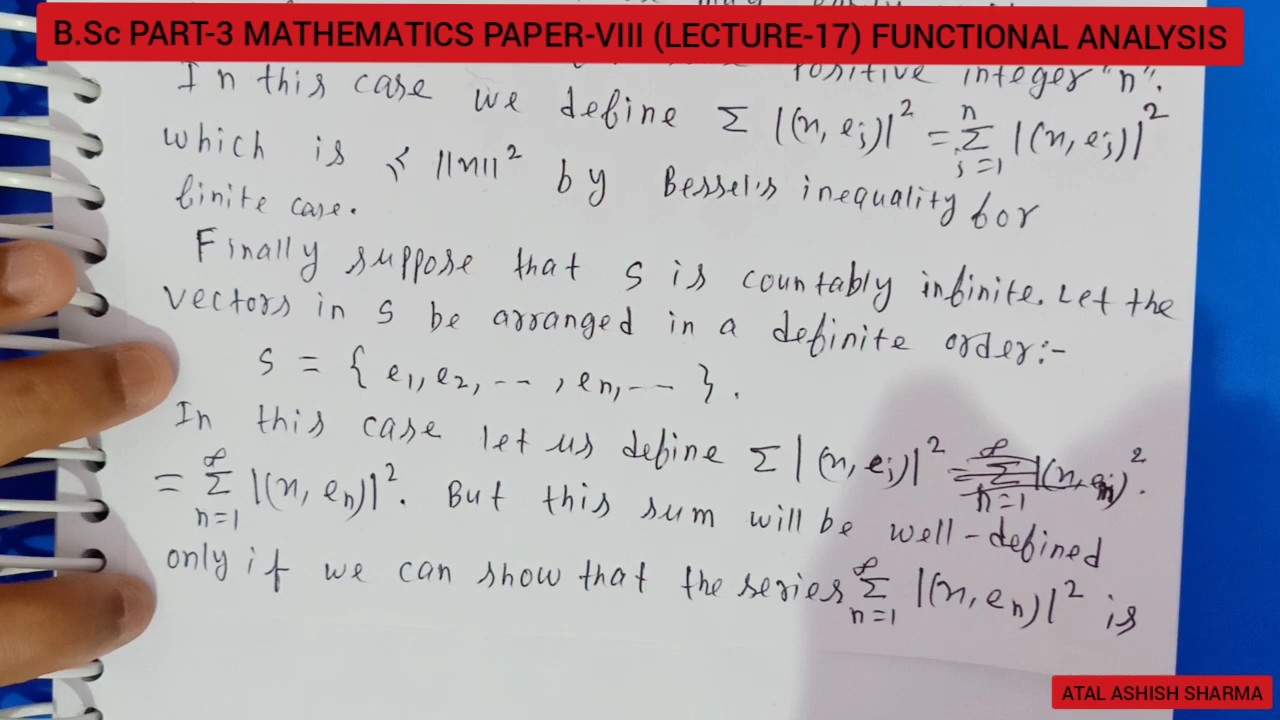 B.Sc PART-3 MATHEMATICS PAPER-VIII (LECTURE-17) FUNCTIONAL ANALYSIS
positive integer "n".
In this case we define Σ |(x, e_j)|² = Σ_{j=1}^{n} |(x, e_j)|²
which is ≤ ||x||² by Bessel's inequality for
finite case.
Finally suppose that S is countably infinite. Let the
vectors in S be arranged in a definite order:-
S = { e₁, e₂, --- , en, --- }.
In this case let us define Σ |(x, e_j)|²
= Σ_{n=1}^{∞} |(x, en)|². But this sum will be well-defined
only if we can show that the series Σ_{n=1}^{∞} |(x, en)|² is
ATAL ASHISH SHARMA